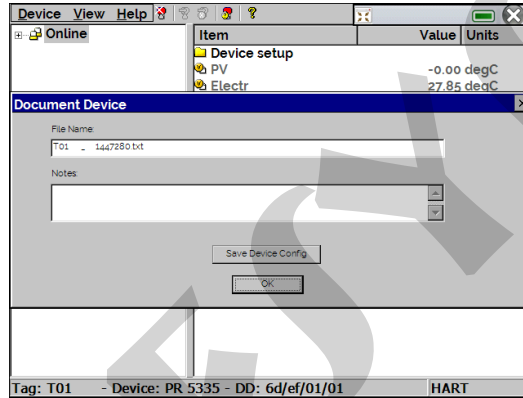 Device View Help
Online
Item Value Units
Device setup
PV -0.00 degC
Electr 27.85 degC
Document Device
File Name:
T01 _ 1447280.txt
Notes:
Save Device Config
OK
Tag: T01 - Device: PR 5335 - DD: 6d/ef/01/01 HART